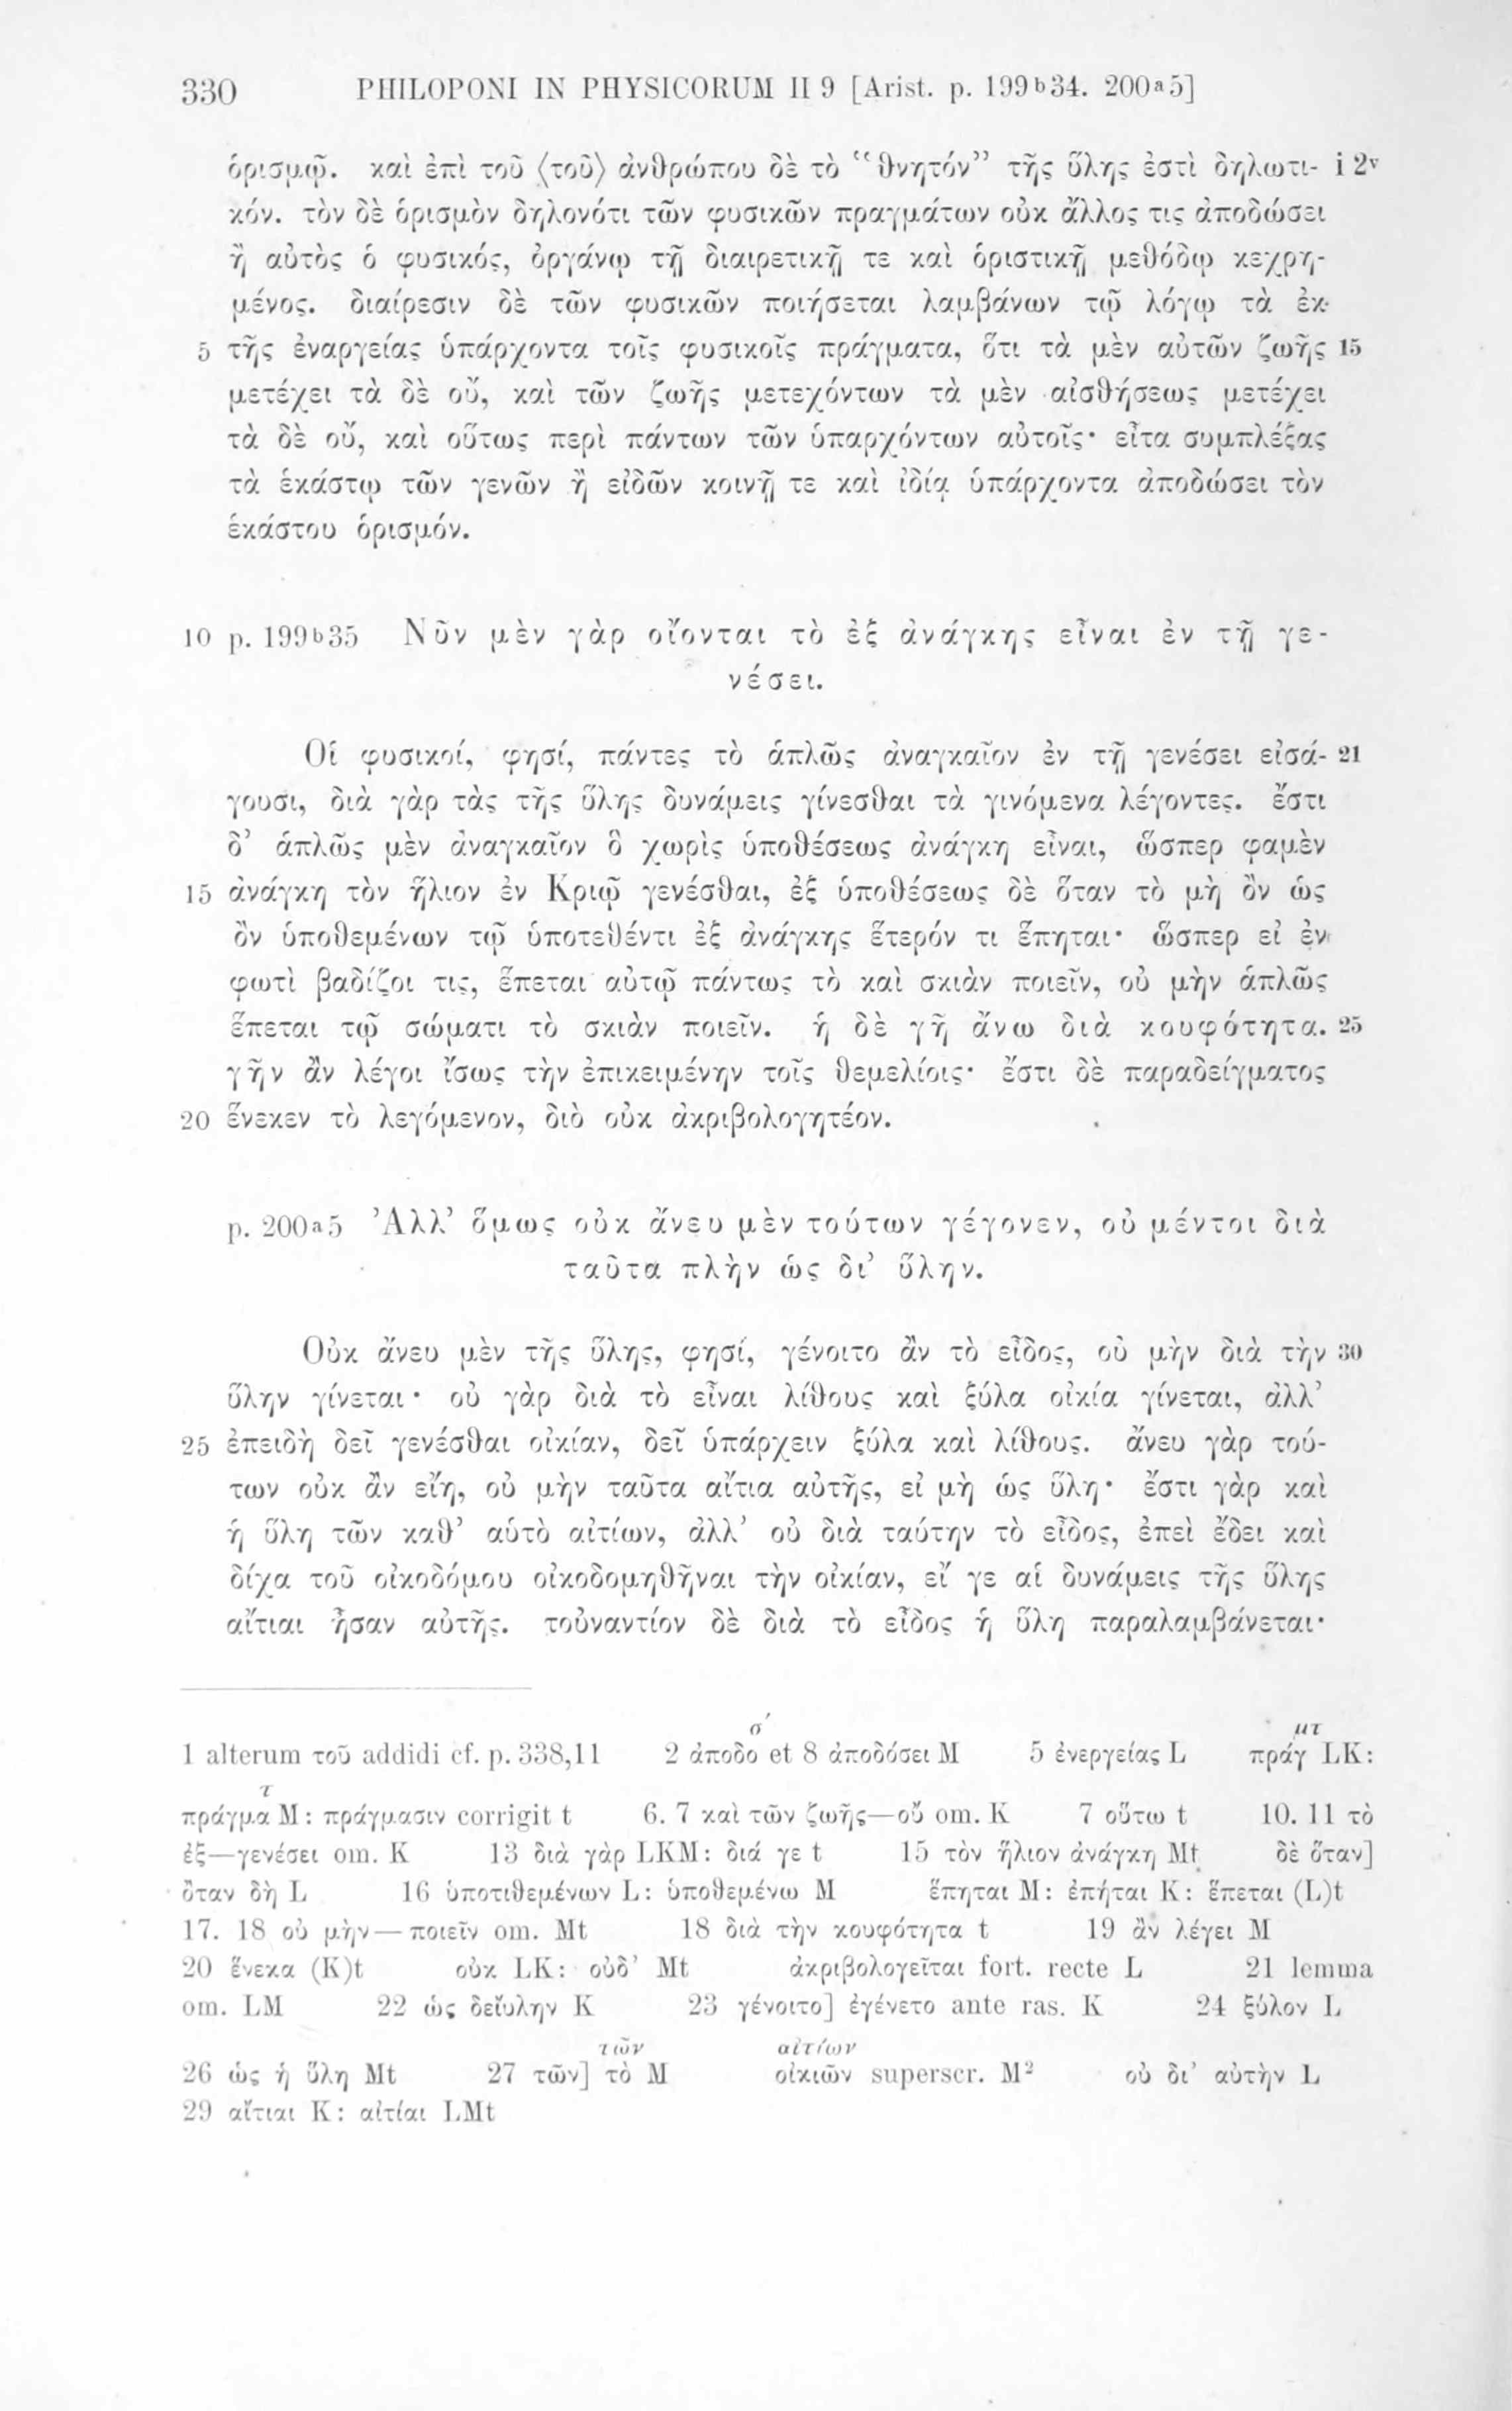 330 PHILOPONI IN PHYSICORUM II 9 [Arist. p. 199b34. 200a5]
ὁρισμῷ. καὶ ἐπὶ τοῦ ⟨τοῦ⟩ ἀνθρώπου δὲ τὸ “θνητόν” τῆς ὕλης ἐστὶ δηλωτι- i 2v
κόν. τὸν δὲ ὁρισμὸν δηλονότι τῶν φυσικῶν πραγμάτων οὐκ ἄλλος τις ἀποδώσει
ἢ αὐτὸς ὁ φυσικός, ὀργάνῳ τῇ διαιρετικῇ τε καὶ ὁριστικῇ μεθόδῳ κεχρη-
μένος. διαίρεσιν δὲ τῶν φυσικῶν ποιήσεται λαμβάνων τῷ λόγῳ τὰ ἐκ
5 τῆς ἐναργείας ὑπάρχοντα τοῖς φυσικοῖς πράγματα, ὅτι τὰ μὲν αὐτῶν ζωῆς 15
μετέχει τὰ δὲ οὔ, καὶ τῶν ζωῆς μετεχόντων τὰ μὲν αἰσθήσεως μετέχει
τὰ δὲ οὔ, καὶ οὕτως περὶ πάντων τῶν ὑπαρχόντων αὐτοῖς· εἶτα συμπλέξας
τὰ ἑκάστῳ τῶν γενῶν ἢ εἰδῶν κοινῇ τε καὶ ἰδίᾳ ὑπάρχοντα ἀποδώσει τὸν
ἑκάστου ὁρισμόν.
10 p. 199b35 Νῦν μὲν γὰρ οἴονται τὸ ἐξ ἀνάγκης εἶναι ἐν τῇ γε-
νέσει.
Οἱ φυσικοί, φησί, πάντες τὸ ἁπλῶς ἀναγκαῖον ἐν τῇ γενέσει εἰσά- 21
γουσι, διὰ γὰρ τὰς τῆς ὕλης δυνάμεις γίνεσθαι τὰ γινόμενα λέγοντες. ἔστι
δ’ ἁπλῶς μὲν ἀναγκαῖον ὃ χωρὶς ὑποθέσεως ἀνάγκη εἶναι, ὥσπερ φαμὲν
15 ἀνάγκη τὸν ἥλιον ἐν Κριῷ γενέσθαι, ἐξ ὑποθέσεως δὲ ὅταν τὸ μὴ ὂν ὡς
ὂν ὑποθεμένων τῷ ὑποτεθέντι ἐξ ἀνάγκης ἕτερόν τι ἕπηται· ὥσπερ εἰ ἐν
φωτὶ βαδίζοι τις, ἕπεται αὐτῷ πάντως τὸ καὶ σκιὰν ποιεῖν, οὐ μὴν ἁπλῶς
ἕπεται τῷ σώματι τὸ σκιὰν ποιεῖν. ἡ δὲ γῆ ἄνω διὰ κουφότητα. 25
γῆν ἂν λέγοι ἴσως τὴν ἐπικειμένην τοῖς θεμελίοις· ἔστι δὲ παραδείγματος
20 ἕνεκεν τὸ λεγόμενον, διὸ οὐκ ἀκριβολογητέον.
p. 200a5 Ἀλλ’ ὅμως οὐκ ἄνευ μὲν τούτων γέγονεν, οὐ μέντοι διὰ
ταῦτα πλὴν ὡς δι’ ὕλην.
Οὐκ ἄνευ μὲν τῆς ὕλης, φησί, γένοιτο ἂν τὸ εἶδος, οὐ μὴν διὰ τὴν 30
ὕλην γίνεται· οὐ γὰρ διὰ τὸ εἶναι λίθους καὶ ξύλα οἰκία γίνεται, ἀλλ’
25 ἐπειδὴ δεῖ γενέσθαι οἰκίαν, δεῖ ὑπάρχειν ξύλα καὶ λίθους. ἄνευ γὰρ τού-
των οὐκ ἂν εἴη, οὐ μὴν ταῦτα αἴτια αὐτῆς, εἰ μὴ ὡς ὕλη· ἔστι γὰρ καὶ
ἡ ὕλη τῶν καθ’ αὑτὸ αἰτίων, ἀλλ’ οὐ διὰ ταύτην τὸ εἶδος, ἐπεὶ ἔδει καὶ
δίχα τοῦ οἰκοδόμου οἰκοδομηθῆναι τὴν οἰκίαν, εἴ γε αἱ δυνάμεις τῆς ὕλης
αἴτιαι ἦσαν αὐτῆς. τοὐναντίον δὲ διὰ τὸ εἶδος ἡ ὕλη παραλαμβάνεται·
σ´ μτ
1 alterum τοῦ addidi cf. p. 338,11 2 ἀποδο et 8 ἀποδόσει M 5 ἐνεργείας L πράγ LK:
τ
πράγμα M: πράγμασιν corrigit t 6. 7 καὶ τῶν ζωῆς—οὔ om. K 7 οὕτω t 10. 11 τὸ
ἐξ—γενέσει om. K 13 διὰ γὰρ LKM: διά γε t 15 τὸν ἥλιον ἀνάγκη Mt δὲ ὅταν]
ὅταν δὴ L 16 ὑποτιθεμένων L: ὑποθεμένω M ἕπηται M: ἐπῆται K: ἕπεται (L)t
17. 18 οὐ μὴν—ποιεῖν om. Mt 18 διὰ τὴν κουφότητα t 19 ἂν λέγει M
20 ἕνεκα (K)t οὐκ LK: οὐδ’ Mt ἀκριβολογεῖται fort. recte L 21 lemma
om. LM 22 ὡς δεῖυλην K 23 γένοιτο] ἐγένετο ante ras. K 24 ξύλον L
τῶν αἰτίων
26 ὡς ἡ ὕλη Mt 27 τῶν] τὸ M οἰκιῶν superscr. M2 οὐ δι’ αὐτὴν L
29 αἴτιαι K: αἰτίαι LMt